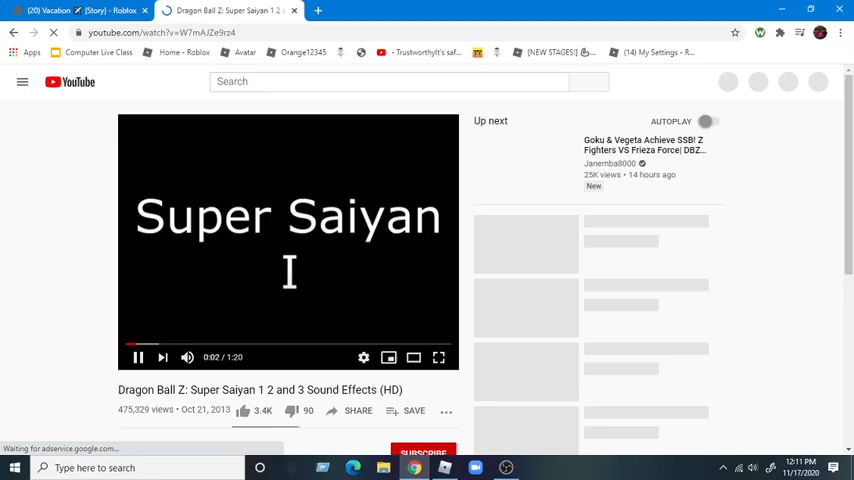 (20) Vacation [Story] - Roblox
Dragon Ball Z: Super Saiyan 1 2 a
youtube.com/watch?v=W7mAJZe9rz4
Apps
Computer Live Class
Home - Roblox
Avatar
Orange12345
- TrustworthyIt's saf...
[NEW STAGES!]
(14) My Settings - R...
YouTube
Search
Super Saiyan
I
0:02 / 1:20
Up next
AUTOPLAY
Goku & Vegeta Achieve SSB! Z
Fighters VS Frieza Force| DBZ...
Janemba8000
25K views • 14 hours ago
New
Dragon Ball Z: Super Saiyan 1 2 and 3 Sound Effects (HD)
475,329 views • Oct 21, 2013
3.4K
90
SHARE
SAVE
SUBSCRIBE
Waiting for adservice.google.com...
Type here to search
12:11 PM
11/17/2020